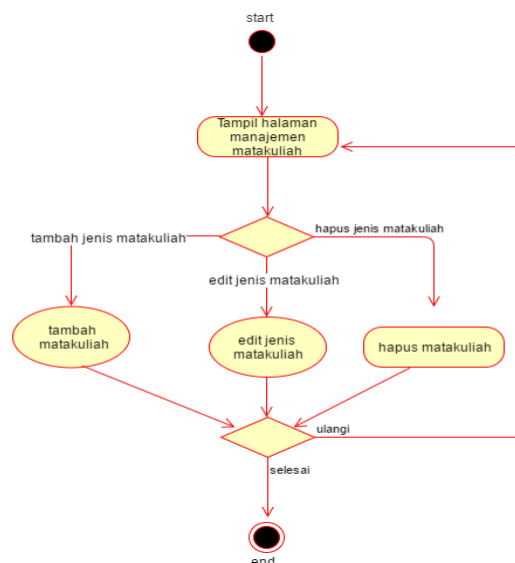 start
Tampil halaman
manajemen
matakuliah
hapus jenis matakuliah
tambah jenis matakuliah
edit jenis matakuliah
tambah
matakuliah
edit jenis
matakuliah
hapus matakuliah
ulangi
selesai
end